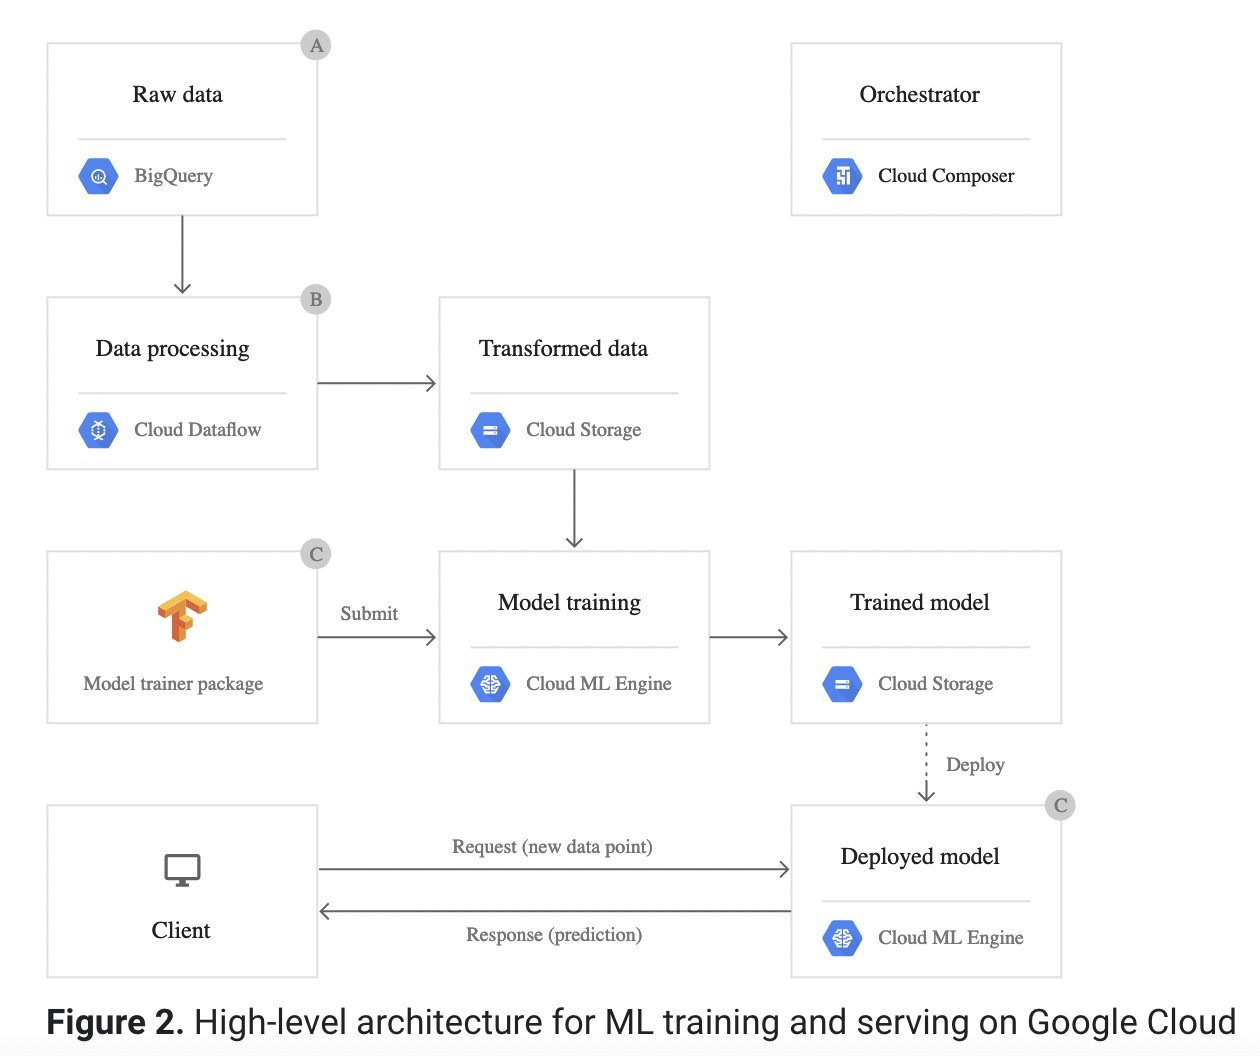 A
Raw data
BigQuery
Orchestrator
Cloud Composer
B
Data processing
Cloud Dataflow
Transformed data
Cloud Storage
C
Model trainer package
Submit
Model training
Cloud ML Engine
Trained model
Cloud Storage
Deploy
Client
Request (new data point)
Response (prediction)
C
Deployed model
Cloud ML Engine
Figure 2. High-level architecture for ML training and serving on Google Cloud